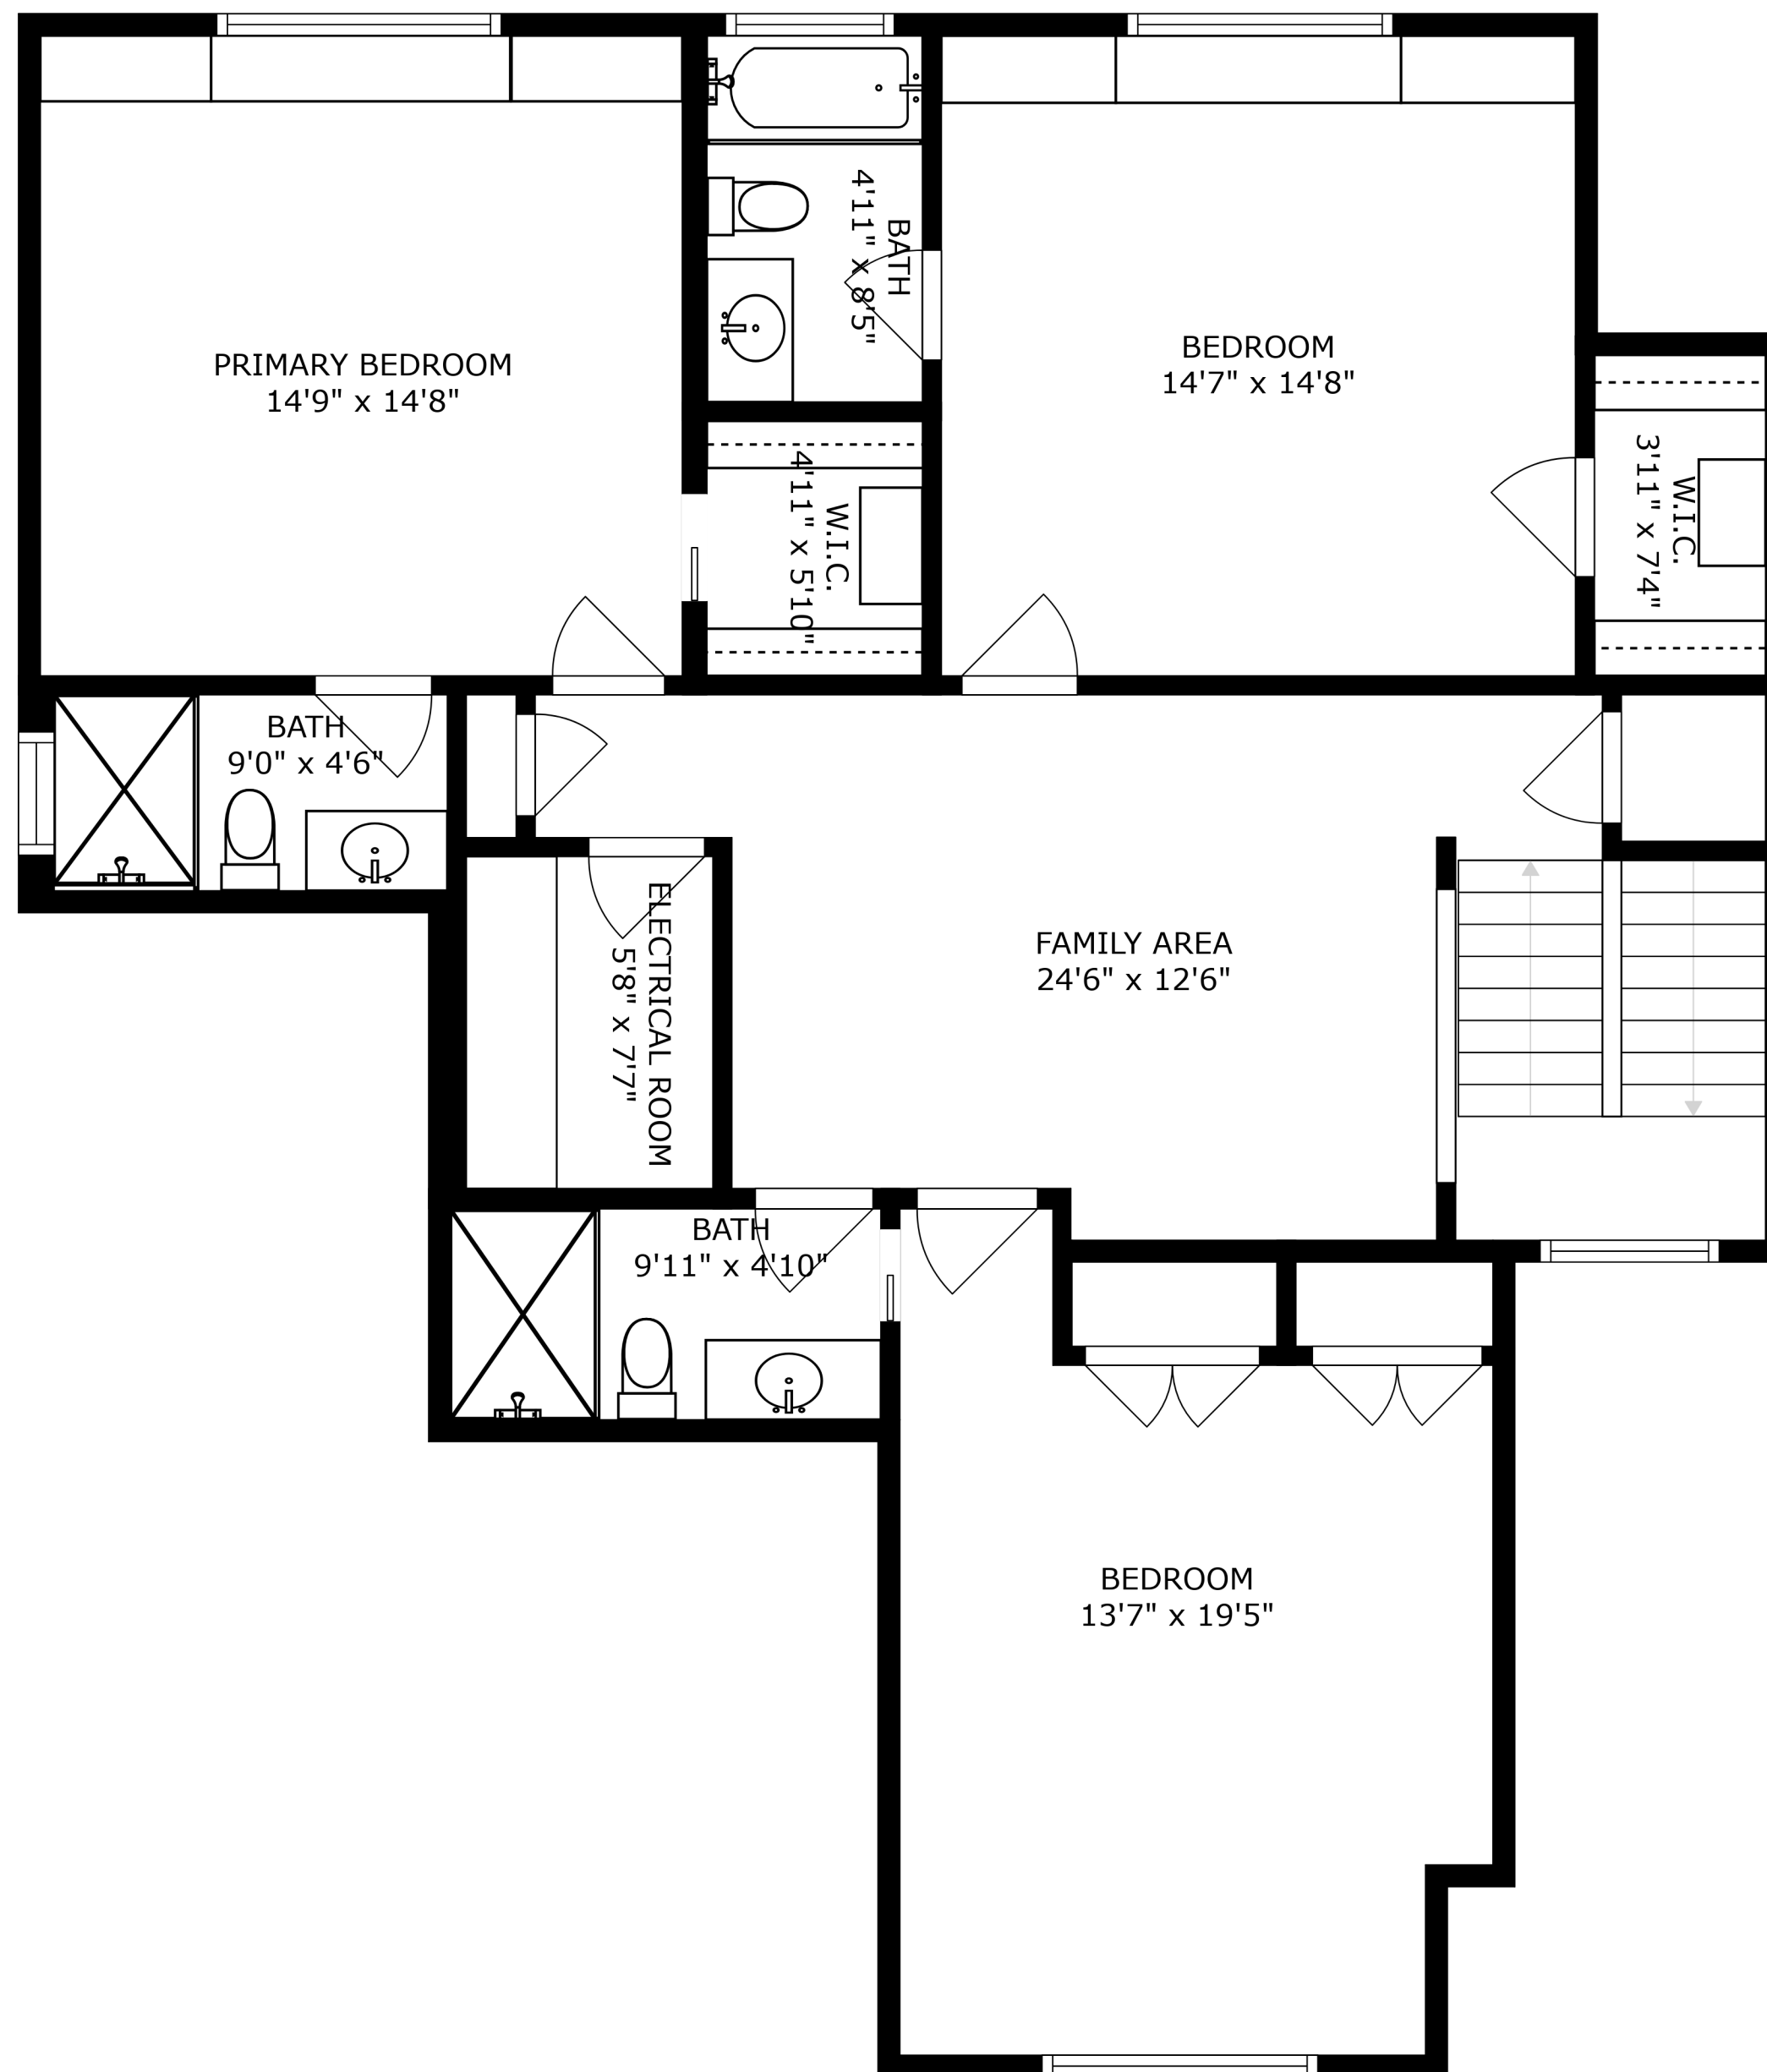 PRIMARY BEDROOM
14'9" x 14'8"
BATH
4'11" x 8'5"
BEDROOM
14'7" x 14'8"
W.I.C.
4'11" x 5'10"
W.I.C.
3'11" x 7'4"
BATH
9'0" x 4'6"
ELECTRICAL ROOM
5'8" x 7'7"
FAMILY AREA
24'6" x 12'6"
BATH
9'11" x 4'10"
BEDROOM
13'7" x 19'5"